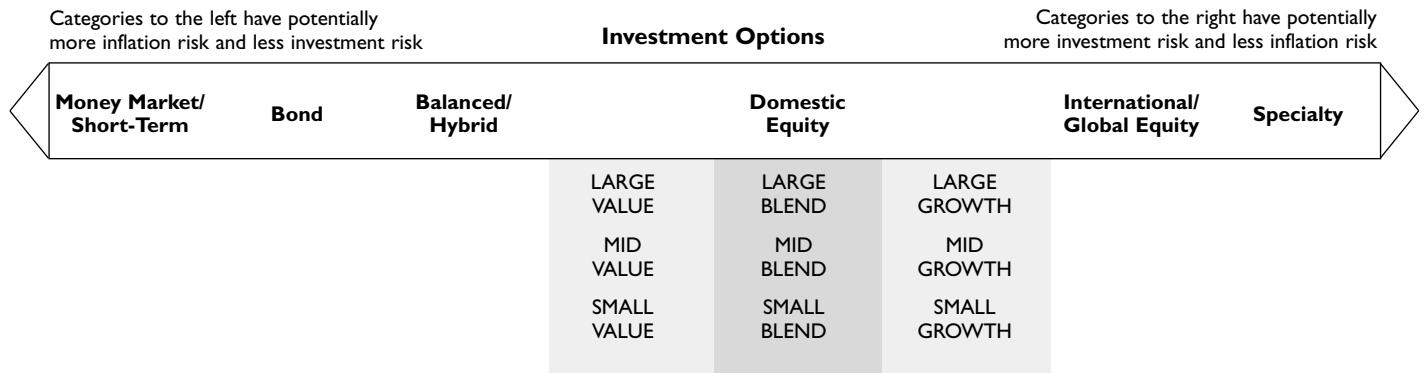 Categories to the left have potentially
more inflation risk and less investment risk
Investment Options
Categories to the right have potentially
more investment risk and less inflation risk
Money Market/
Short-Term
Bond
Balanced/
Hybrid
Domestic
Equity
International/
Global Equity
Specialty
LARGE
VALUE
LARGE
BLEND
LARGE
GROWTH
MID
VALUE
MID
BLEND
MID
GROWTH
SMALL
VALUE
SMALL
BLEND
SMALL
GROWTH